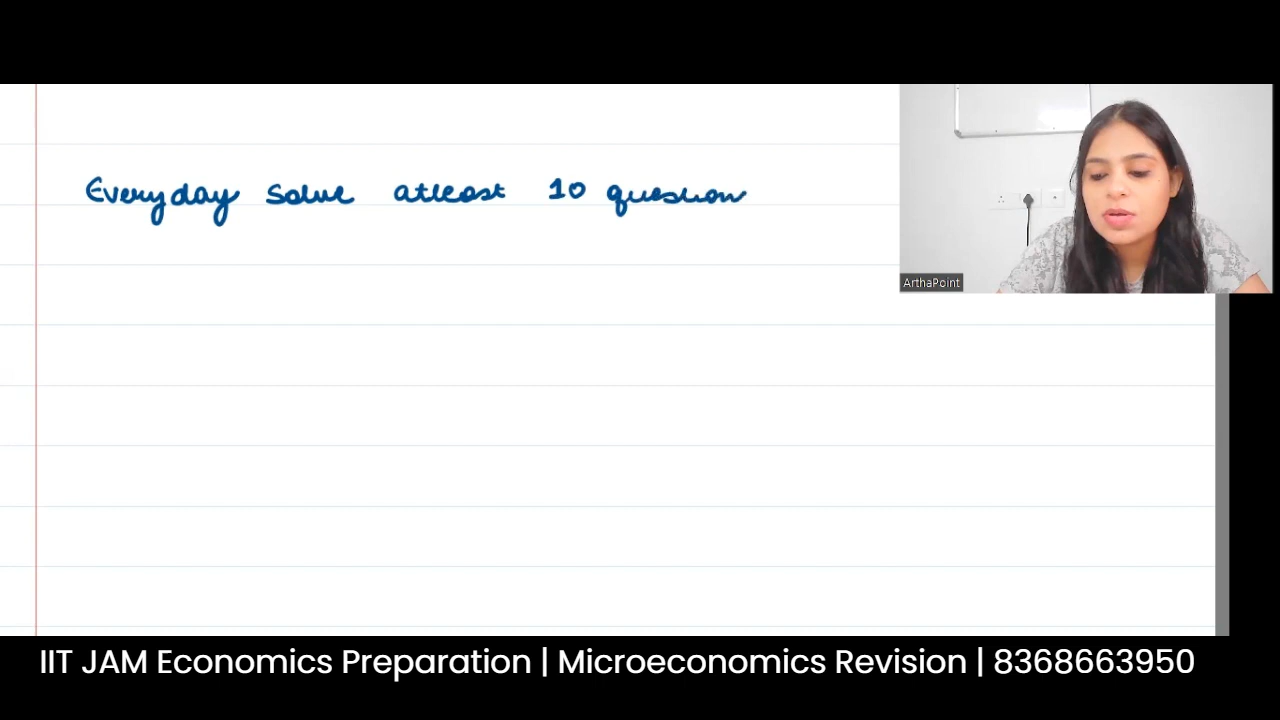 Everyday solve atleast 10 question
ArthaPoint
IIT JAM Economics Preparation | Microeconomics Revision | 8368663950